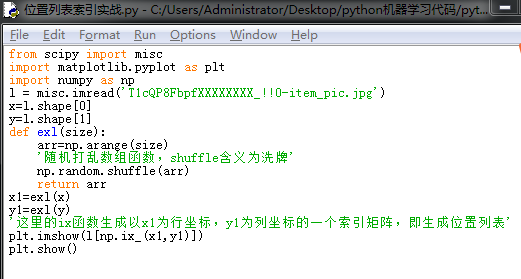 位置列表索引实战.py - C:/Users/Administrator/Desktop/python机器学习代码/pyt...
File Edit Format Run Options Window Help
from scipy import misc
import matplotlib.pyplot as plt
import numpy as np
l = misc.imread('T1cQP8FbpfXXXXXXXX_!!0-item_pic.jpg')
x=l.shape[0]
y=l.shape[1]
def exl(size):
    arr=np.arange(size)
    '随机打乱数组函数，shuffle含义为洗牌'
    np.random.shuffle(arr)
    return arr
x1=exl(x)
y1=exl(y)
'这里的ix函数生成以x1为行坐标，y1为列坐标的一个索引矩阵，即生成位置列表'
plt.imshow(l[np.ix_(x1,y1)])
plt.show()